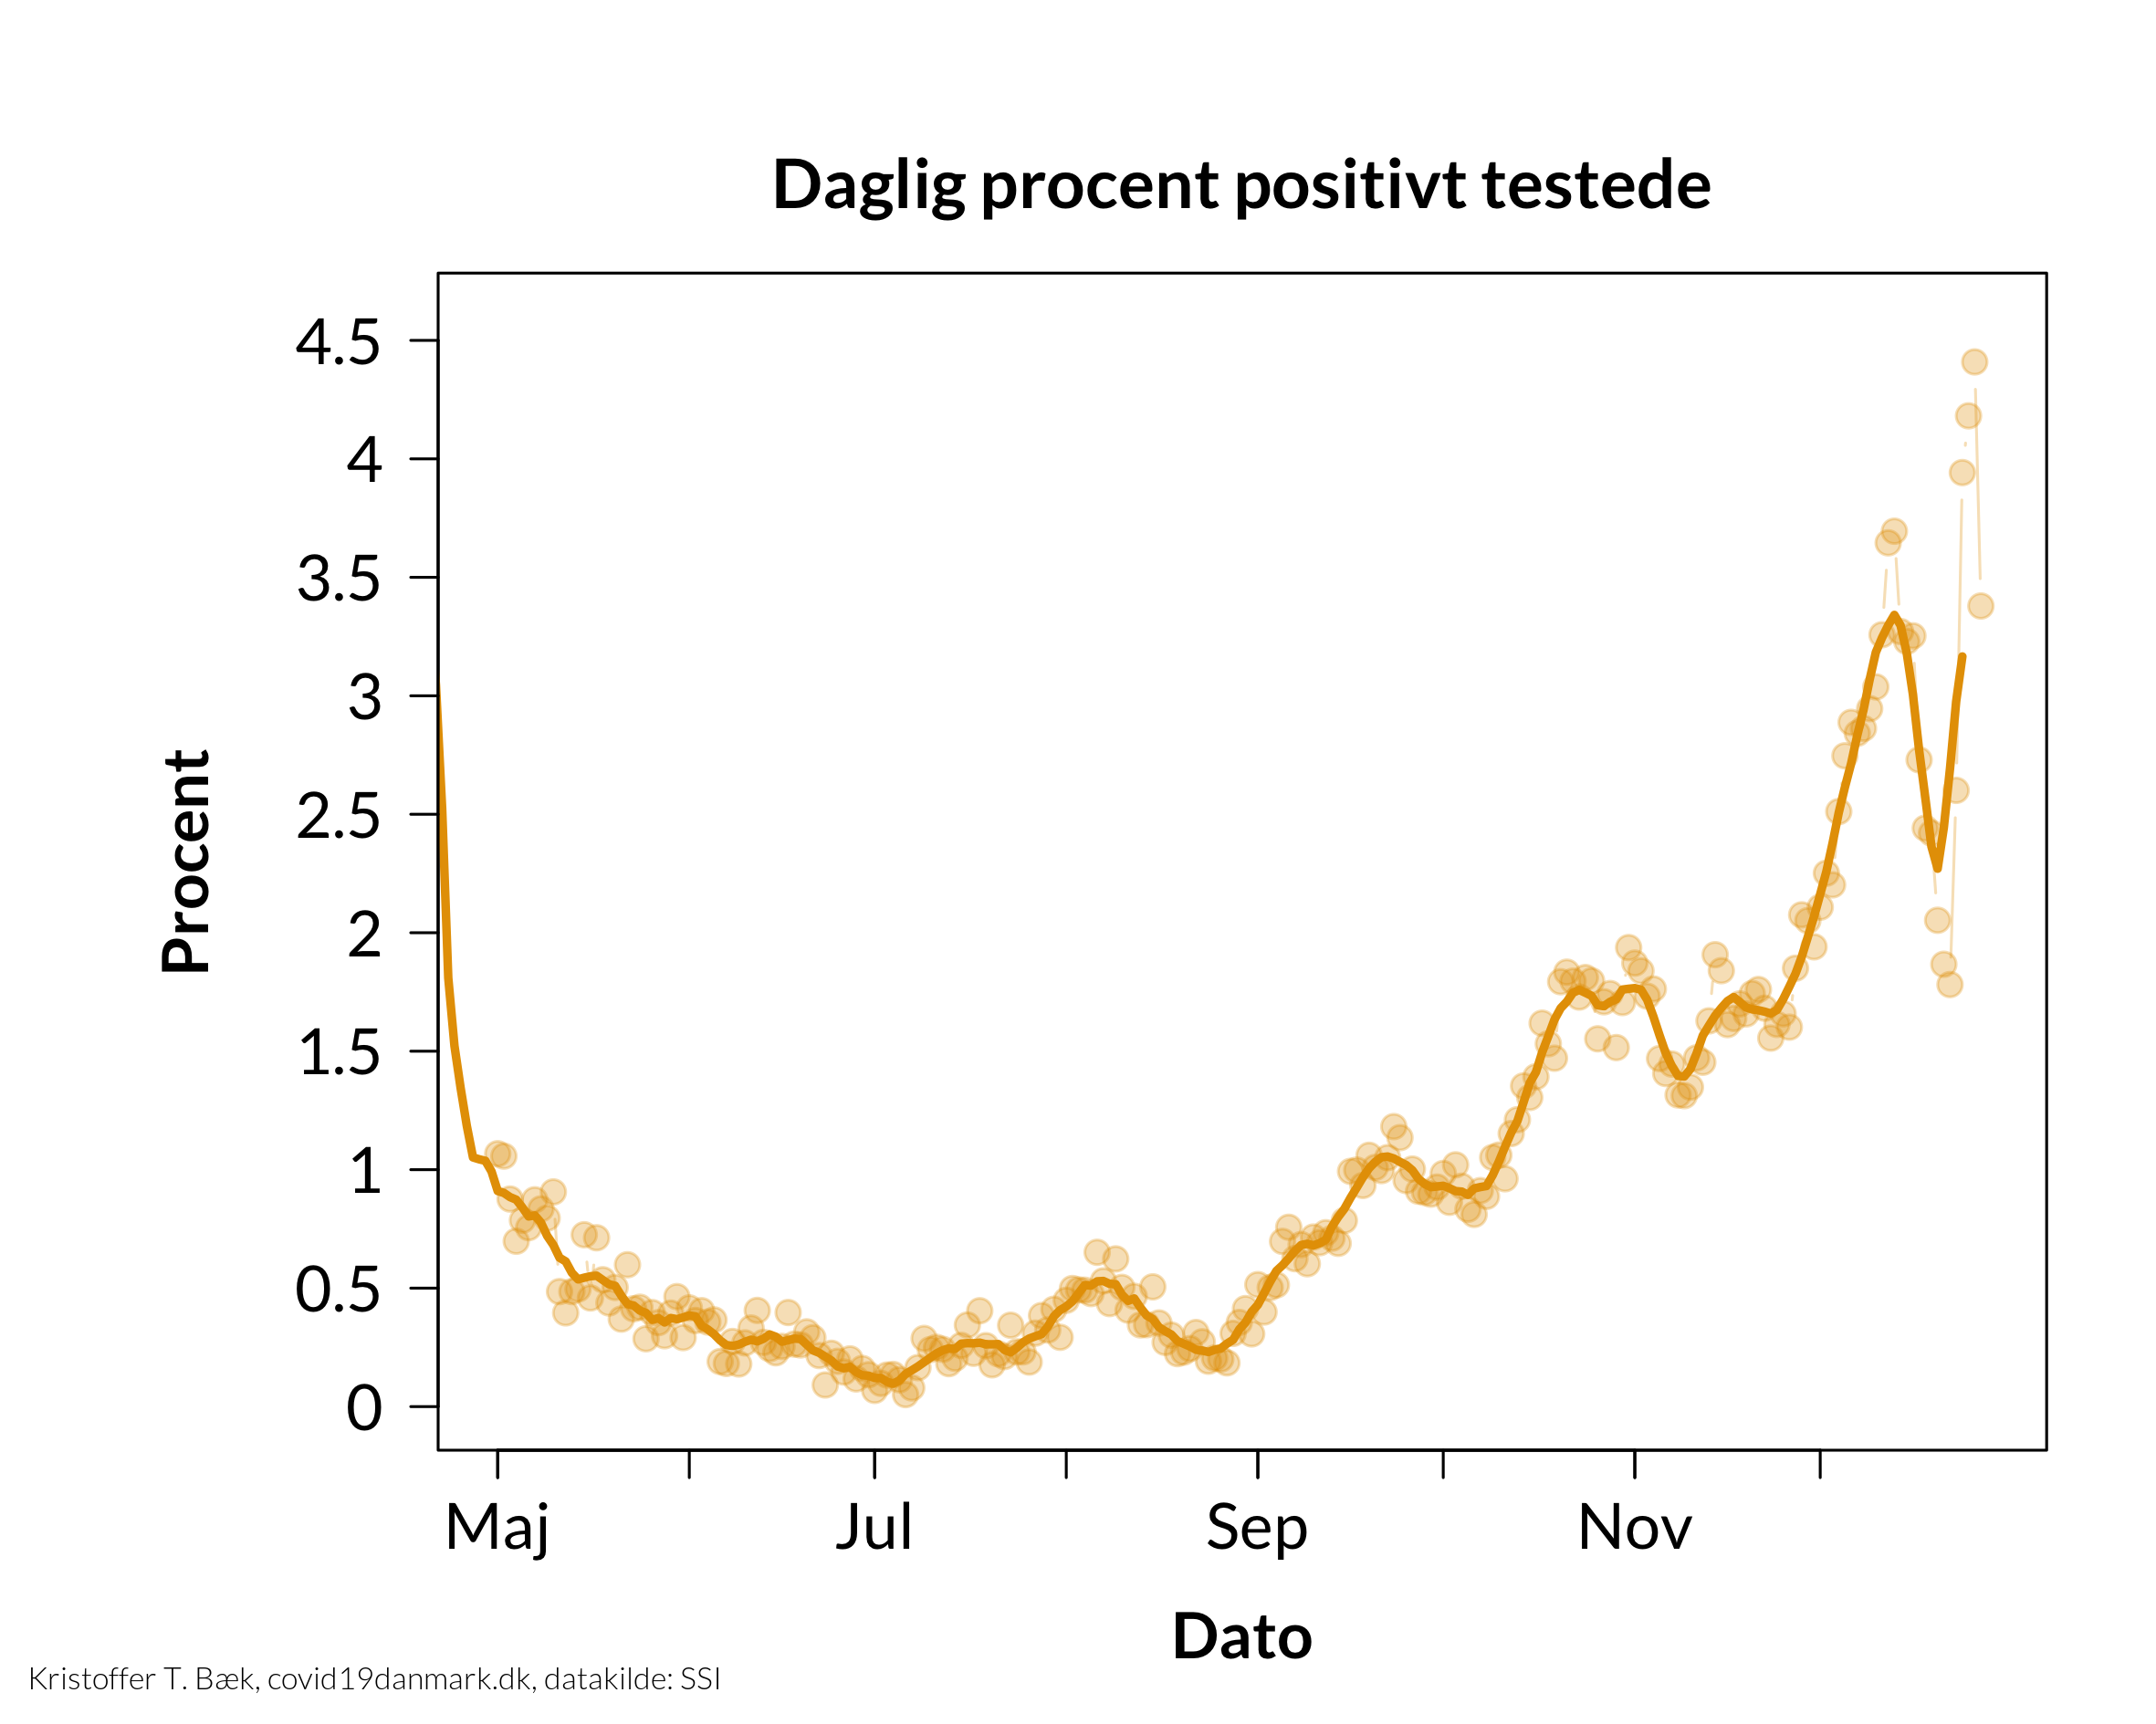 Daglig procent positivt testede
4.5
4
3.5
3
2.5
2
1.5
1
0.5
0
Procent
Maj Jul Sep Nov
Dato
Kristoffer T. Bæk, covid19danmark.dk, datakilde: SSI